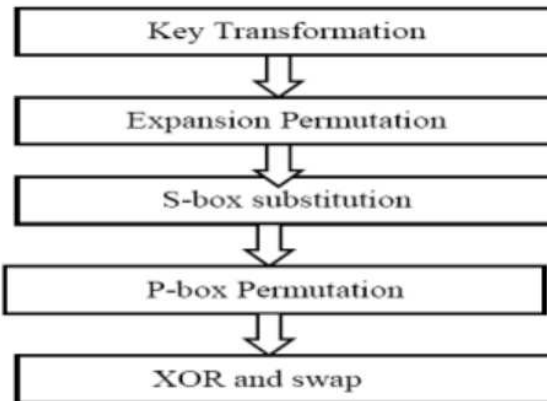 Key Transformation
Expansion Permutation
S-box substitution
P-box Permutation
XOR and swap